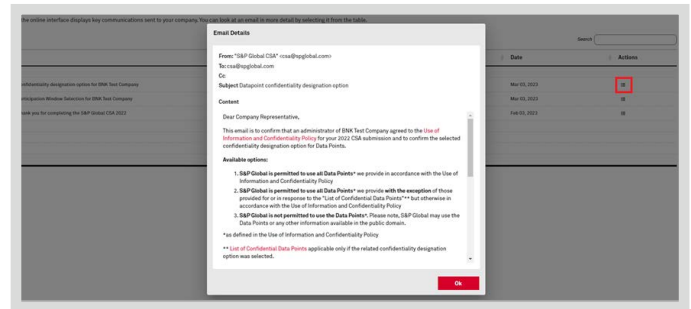 the online interface displays key communications sent to your company. You can look at an email in more detail by selecting it from the table.
Email Details
Search
From: "S&P Global CSA" <csa@spglobal.com>
Date
Actions
To: csa@spglobal.com
Cc:
Subject Datapoint confidentiality designation option
Content
confidentiality designation option for BNK Test Company
Mar 03, 2023
Participation Window Selection for BNK Test Company
Mar 03, 2023
you for completing the S&P Global CSA 2022
Feb 03, 2023
Dear Company Representative,
This email is to confirm that an administrator of BNK Test Company agreed to the Use of
Information and Confidentiality Policy for your 2022 CSA submission and to confirm the selected
confidentiality designation option for Data Points.
Available options:
1. S&P Global is permitted to use all Data Points* we provide in accordance with the Use of
Information and Confidentiality Policy
2. S&P Global is permitted to use all Data Points* we provide with the exception of those
provided for or in response to the "List of Confidential Data Points"** but otherwise in
accordance with the Use of Information and Confidentiality Policy
3. S&P Global is not permitted to use the Data Points*. Please note, S&P Global may use the
Data Points or any other information available in the public domain.
*as defined in the Use of Information and Confidentiality Policy
** List of Confidential Data Points applicable only if the related confidentiality designation
option was selected.
Ok